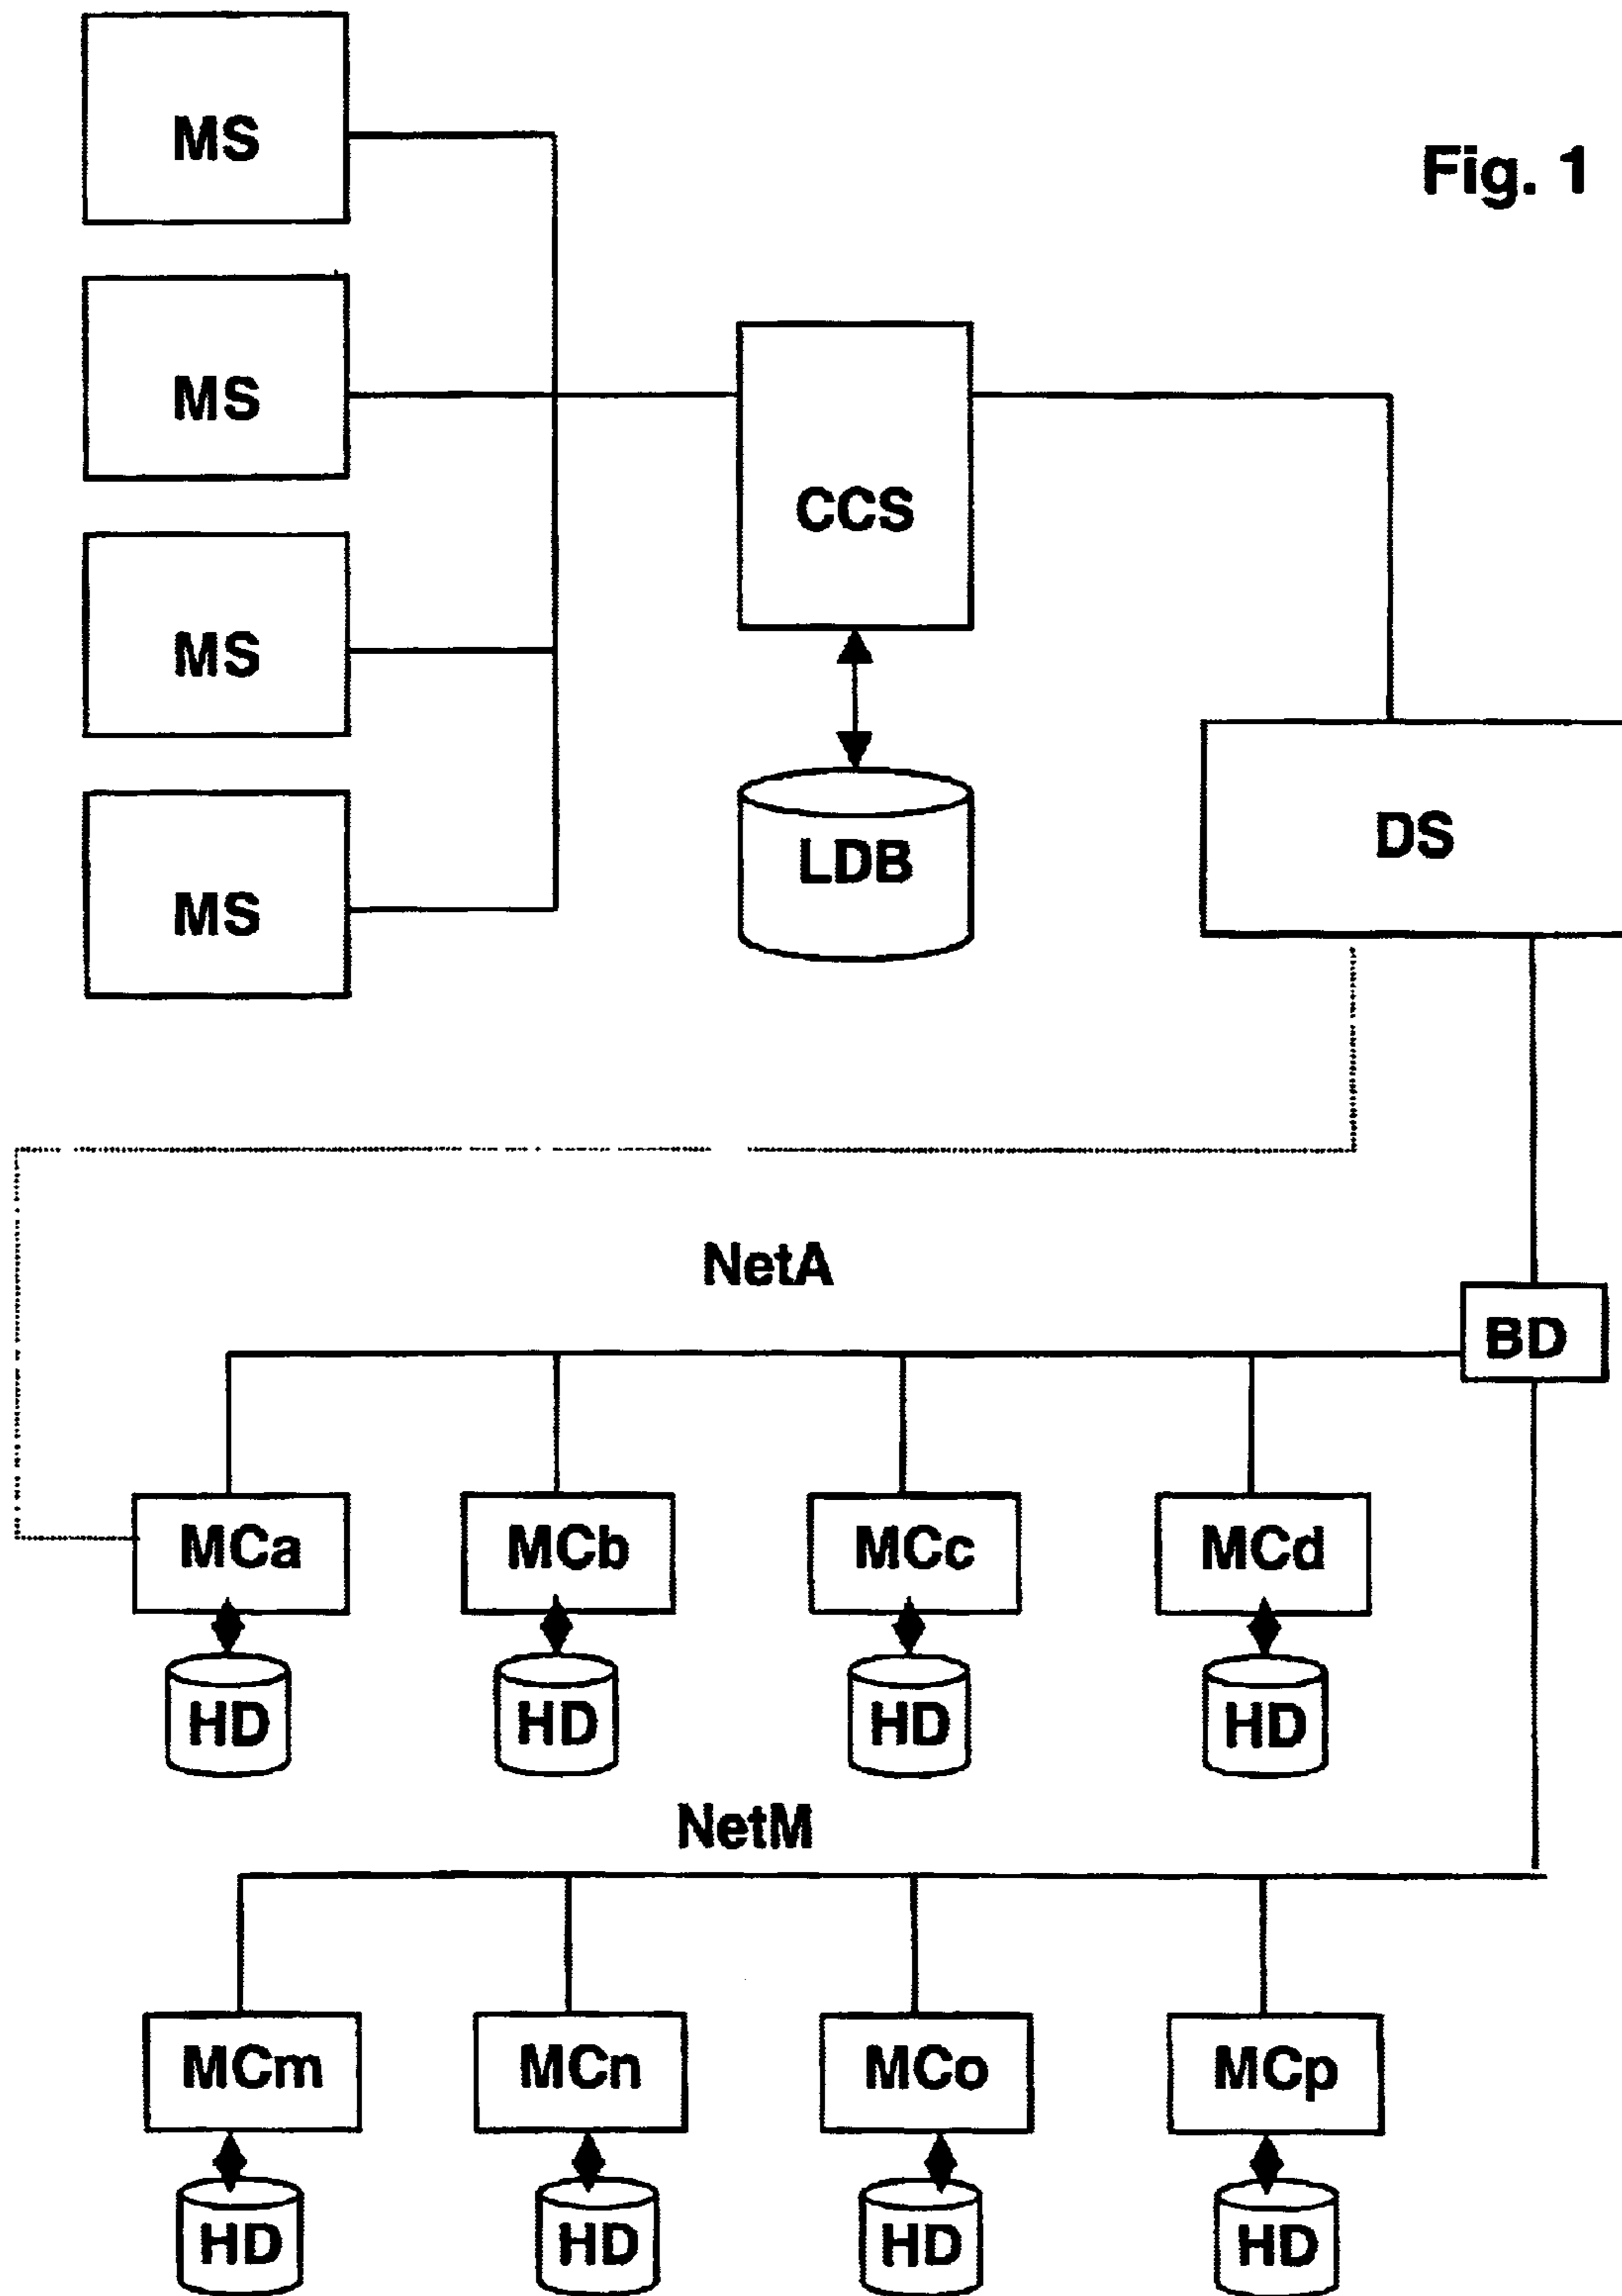 Fig. 1
MS
MS
MS
MS
CCS
LDB
DS
NetA
BD
MCa
MCb
MCc
MCd
HD
HD
HD
HD
NetM
MCm
MCn
MCo
MCp
HD
HD
HD
HD